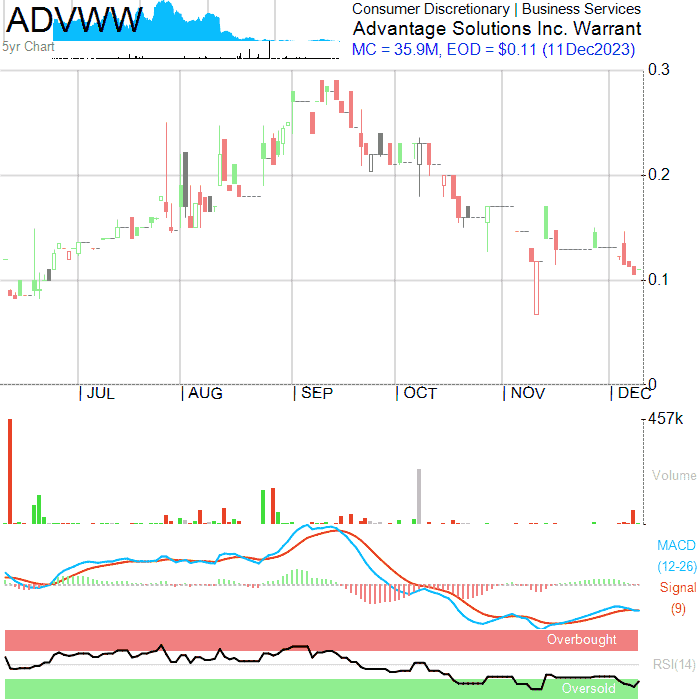 ADVWW
5yr Chart
Consumer Discretionary | Business Services
Advantage Solutions Inc. Warrant
MC = 35.9M, EOD = $0.11 (11Dec2023)
0.3
0.2
0.1
0
JUL AUG SEP OCT NOV DEC
457k
Volume
MACD
(12-26)
Signal
(9)
Overbought
RSI(14)
Oversold